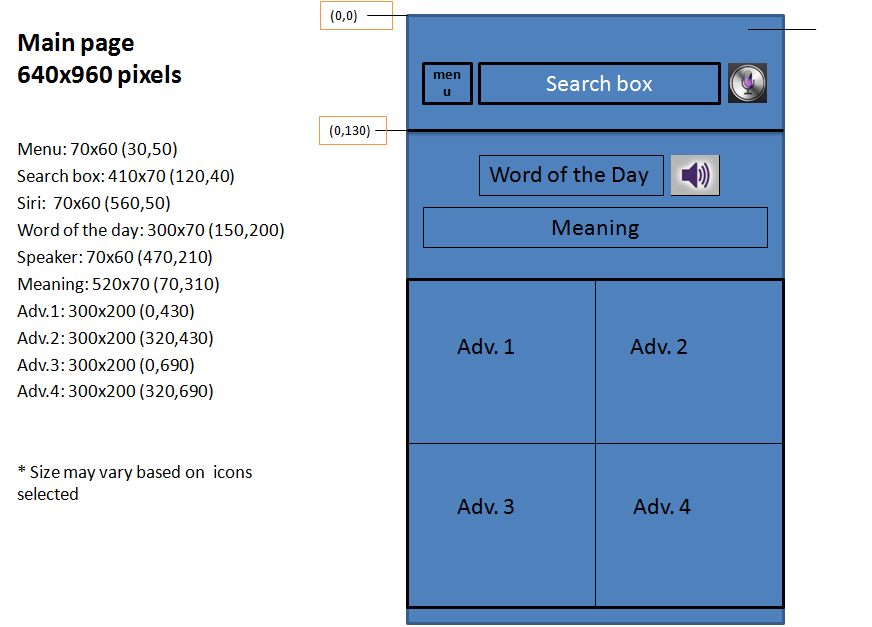 Main page
640x960 pixels
Menu: 70x60 (30,50)
Search box: 410x70 (120,40)
Siri:  70x60 (560,50)
Word of the day: 300x70 (150,200)
Speaker: 70x60 (470,210)
Meaning: 520x70 (70,310)
Adv.1: 300x200 (0,430)
Adv.2: 300x200 (320,430)
Adv.3: 300x200 (0,690)
Adv.4: 300x200 (320,690)
* Size may vary based on  icons
selected
(0,0)
men
u
Search box
(0,130)
Word of the Day
Meaning
Adv. 1
Adv. 2
Adv. 3
Adv. 4